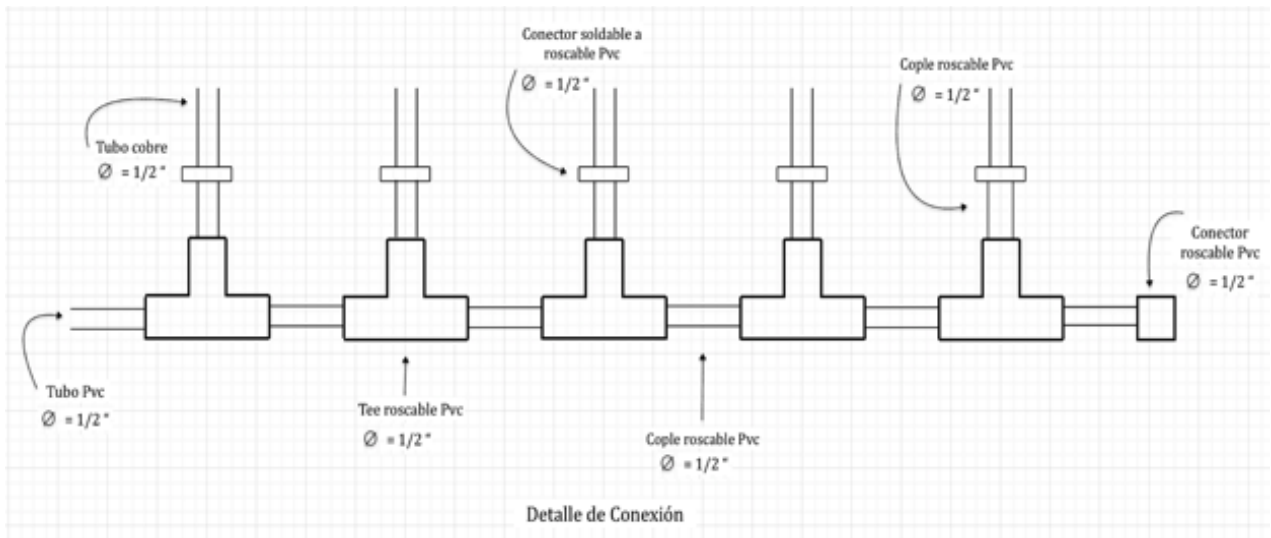 Conector soldable a
roscable Pvc
Ø = 1/2 "
Cople roscable Pvc
Ø = 1/2 "
Tubo cobre
Ø = 1/2 "
Conector
roscable Pvc
Ø = 1/2 "
Tubo Pvc
Ø = 1/2 "
Tee roscable Pvc
Ø = 1/2 "
Cople roscable Pvc
Ø = 1/2 "
Detalle de Conexión